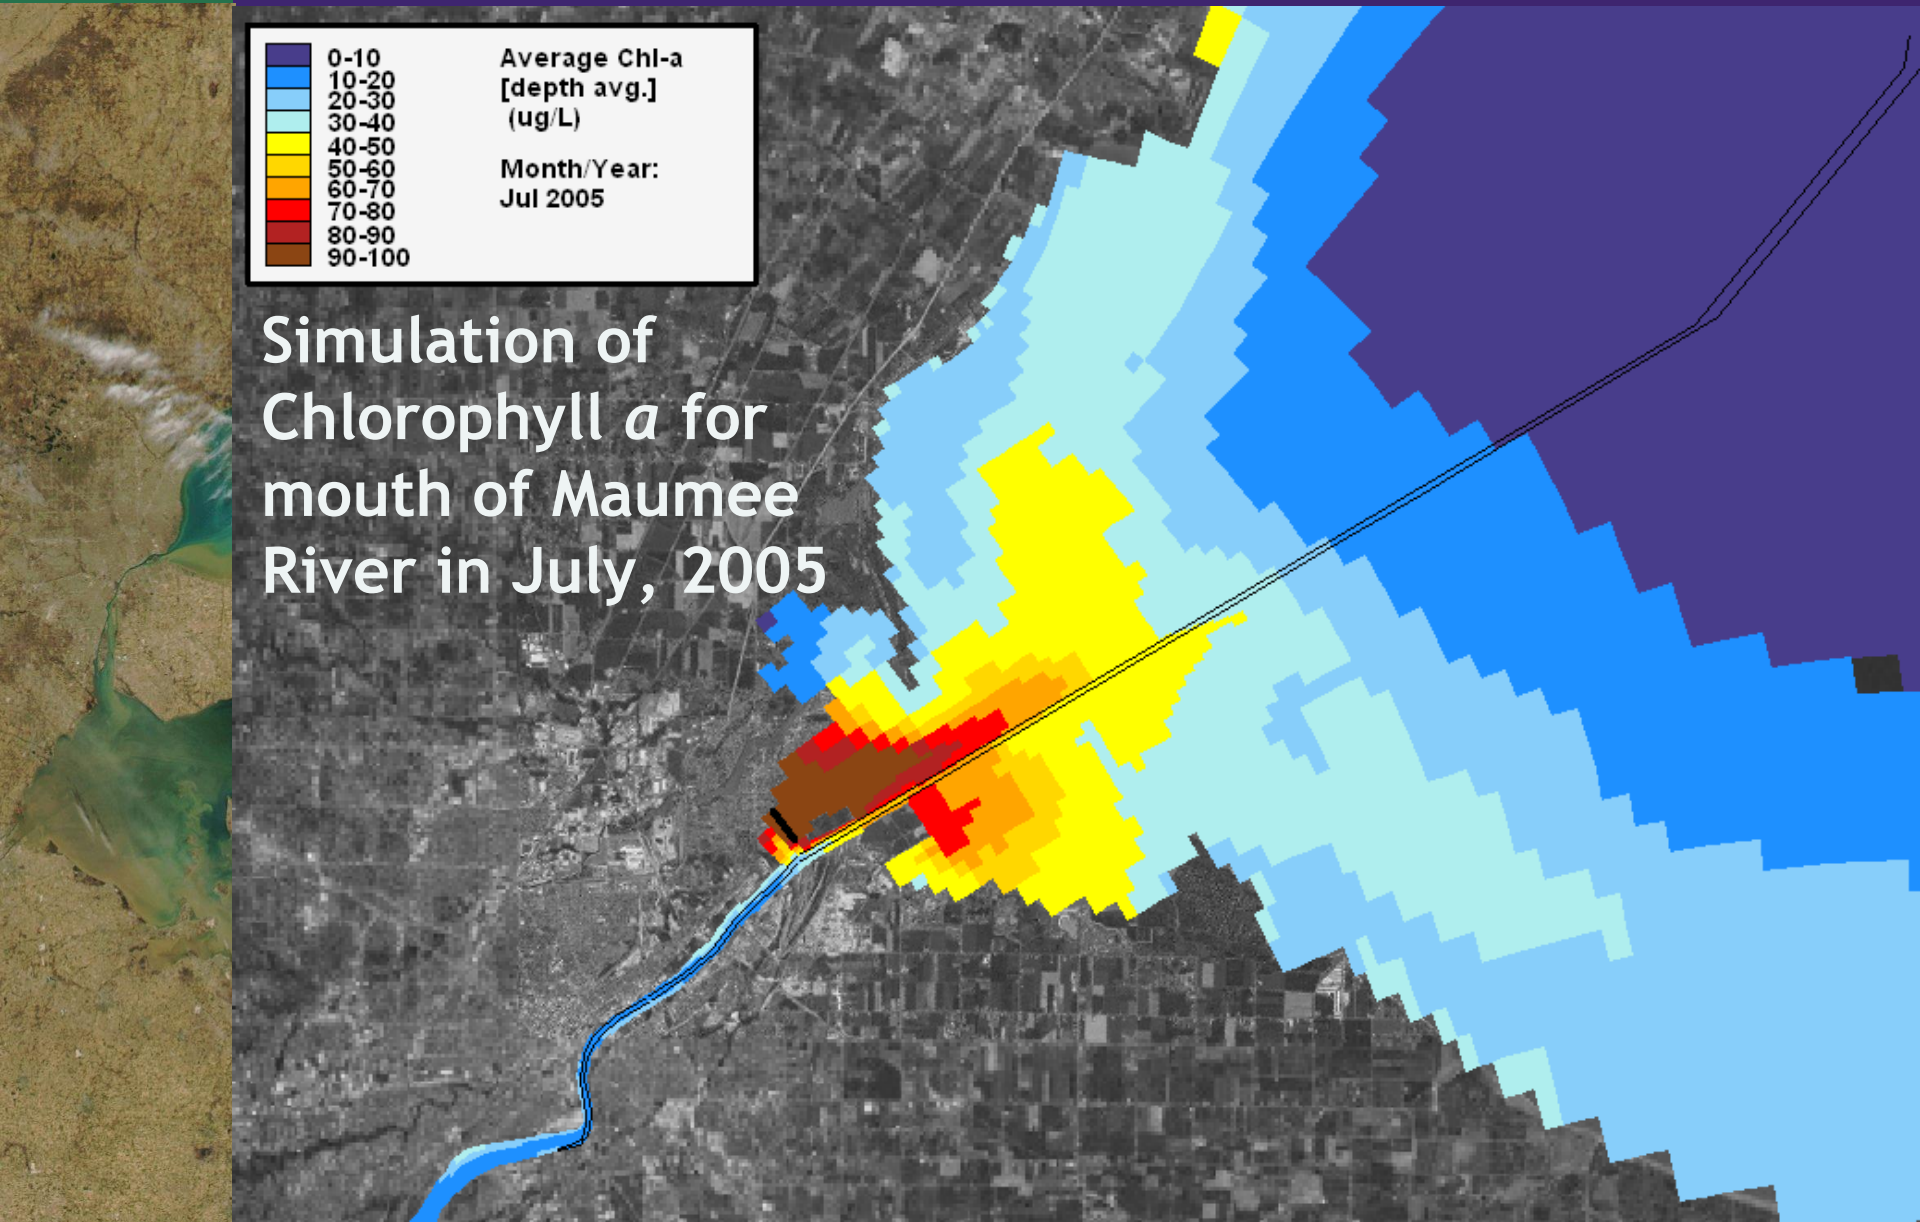 0-10
10-20
20-30
30-40
40-50
50-60
60-70
70-80
80-90
90-100
Average Chl-a
[depth avg.]
(ug/L)
Month/Year:
Jul 2005
Simulation of
Chlorophyll a for
mouth of Maumee
River in July, 2005